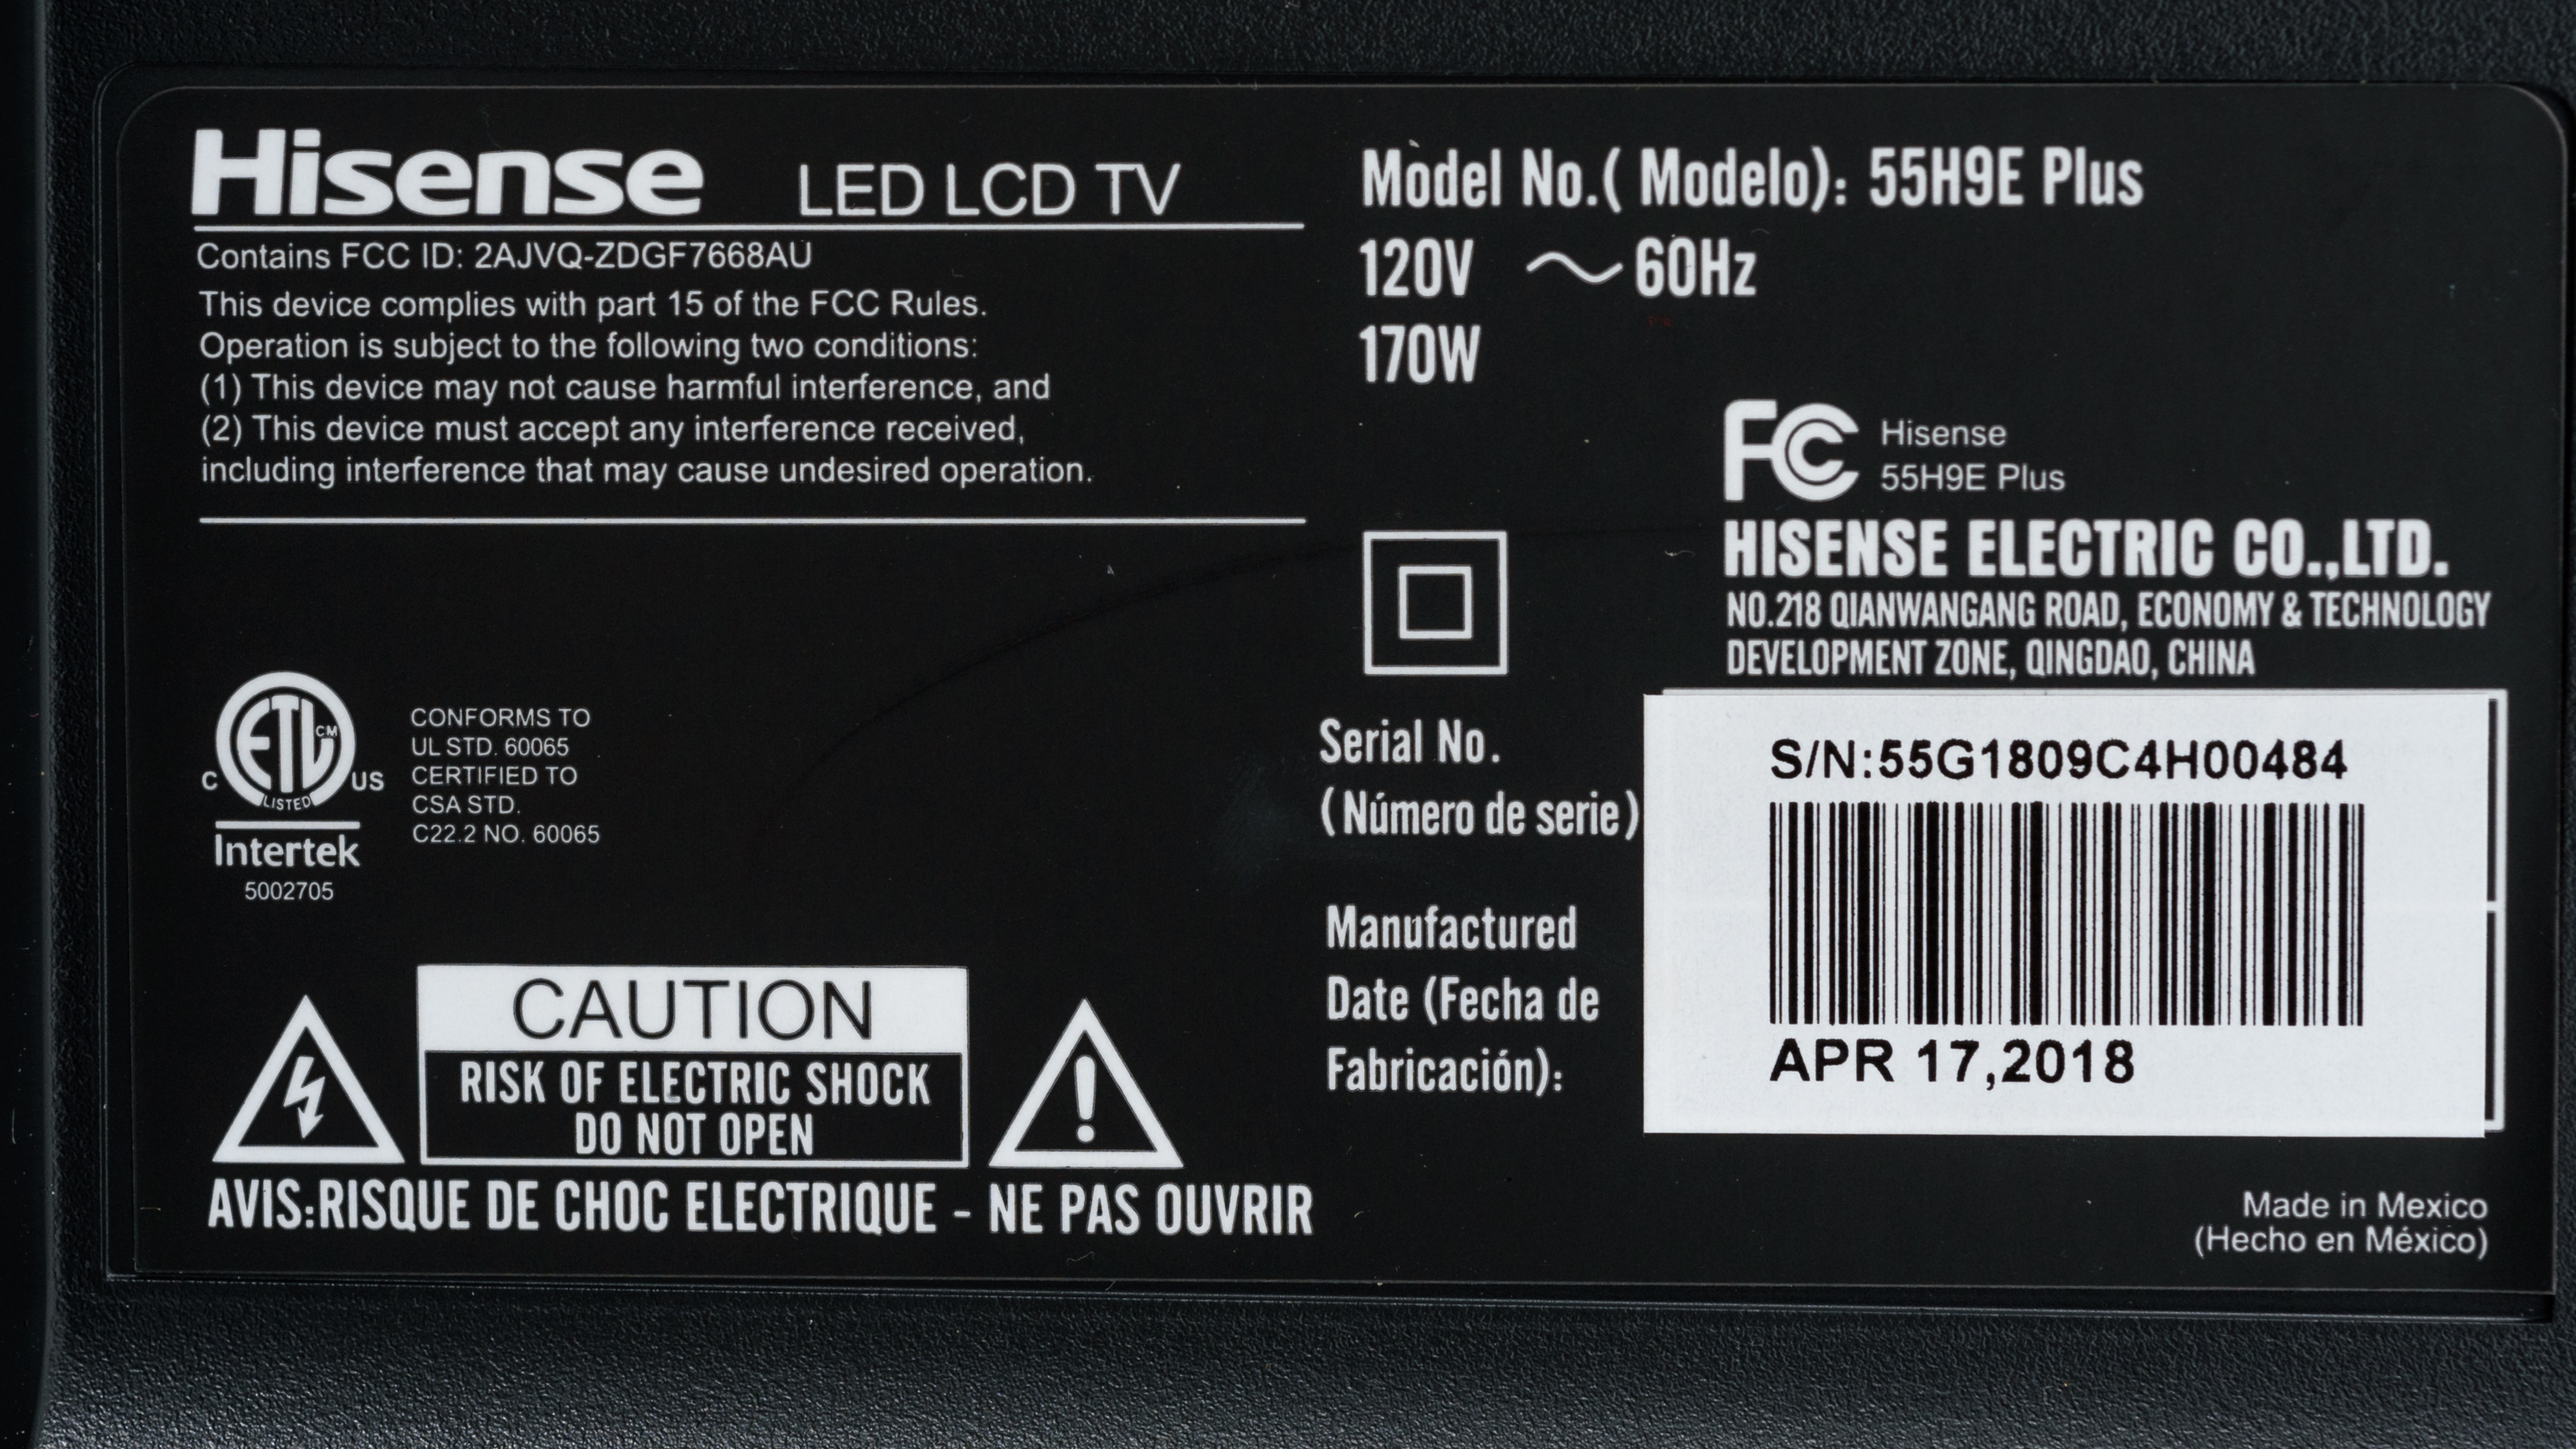 Hisense LED LCD TV
Contains FCC ID: 2AJVQ-ZDGF7668AU
This device complies with part 15 of the FCC Rules.
Operation is subject to the following two conditions:
(1) This device may not cause harmful interference, and
(2) This device must accept any interference received,
including interference that may cause undesired operation.
C ETL CM US
LISTED
Intertek
5002705
CONFORMS TO
UL STD. 60065
CERTIFIED TO
CSA STD.
C22.2 NO. 60065
CAUTION
RISK OF ELECTRIC SHOCK
DO NOT OPEN
AVIS:RISQUE DE CHOC ELECTRIQUE - NE PAS OUVRIR
Model No.( Modelo): 55H9E Plus
120V ~ 60Hz
170W
FC Hisense
55H9E Plus
HISENSE ELECTRIC CO.,LTD.
NO.218 QIANWANGANG ROAD, ECONOMY & TECHNOLOGY
DEVELOPMENT ZONE, QINGDAO, CHINA
Serial No.
(Número de serie)
S/N:55G1809C4H00484
Manufactured
Date (Fecha de
Fabricación):
APR 17,2018
Made in Mexico
(Hecho en México)